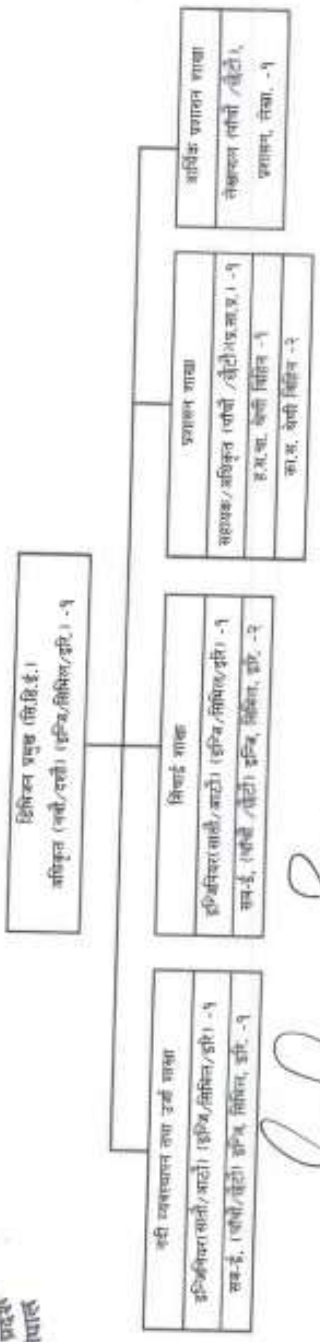 प्रदेश
नेपाल
डिभिजन प्रमुख (सि.डि.ई.)
अधिकृत (नवौं/दशौं) (इन्जि/सिभिल/इरि.) -१
नदी व्यवस्थापन तथा उर्जा शाखा
इन्जिनियर(सातौं/आठौं) (इन्जि/सिभिल/इरि) -१
सब-ई. (पाँचौं/छैटौं) इन्जि, सिभिल, इरि. -१
सिंचाई शाखा
इन्जिनियर(सातौं/आठौं) (इन्जि/सिभिल/इरि) -१
सब-ई. (पाँचौं /छैटौं) इन्जि, सिभिल, इरि. -२
प्रशासन शाखा
सहायक/अधिकृत (पाँचौं /छैटौं)(प्र.सा.प्र.) -१
ह.स.चा. श्रेणी विहिन -१
का.स. श्रेणी विहिन -२
आर्थिक प्रशासन शाखा
लेखापाल (पाँचौं /छैटौं),
प्रशासन, लेखा. -१